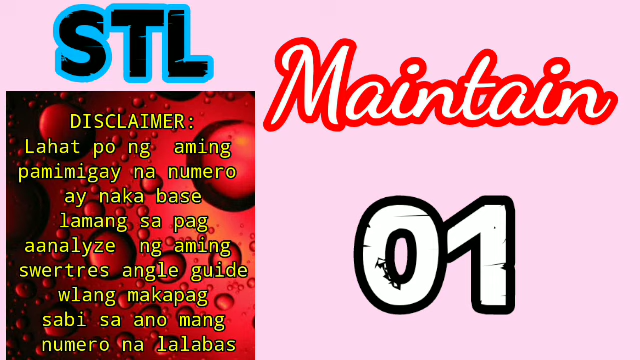 STL
Maintain
DISCLAIMER:
Lahat po ng aming
pamimigay na numero
ay naka base
lamang sa pag
aanalyze ng aming
swertres angle guide
wlang makapag
sabi sa ano mang
numero na lalabas
01